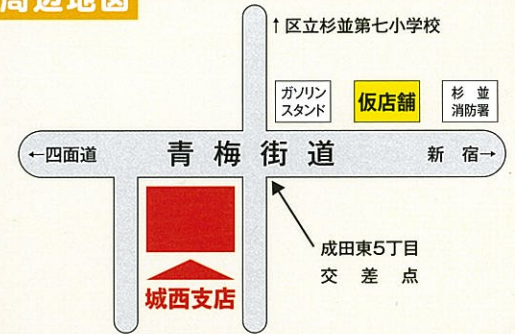 周辺地図
↑区立杉並第七小学校
ガソリン
スタンド
仮店舗
杉並
消防署
←四面道
青梅街道
新宿→
成田東5丁目
交差点
城西支店